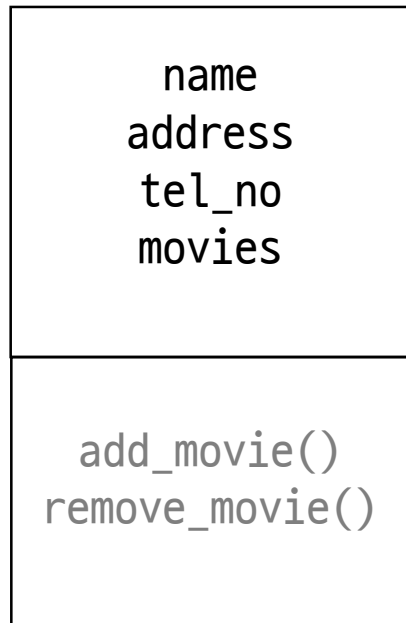 name
address
tel_no
movies
add_movie()
remove_movie()